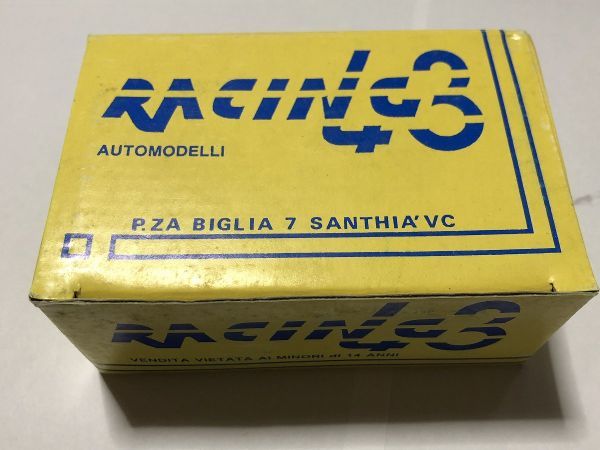 RACING43
AUTOMODELLI
P.ZA BIGLIA 7 SANTHIA' VC
RACING43
VENDITA VIETATA AI MINORI di 14 ANNI